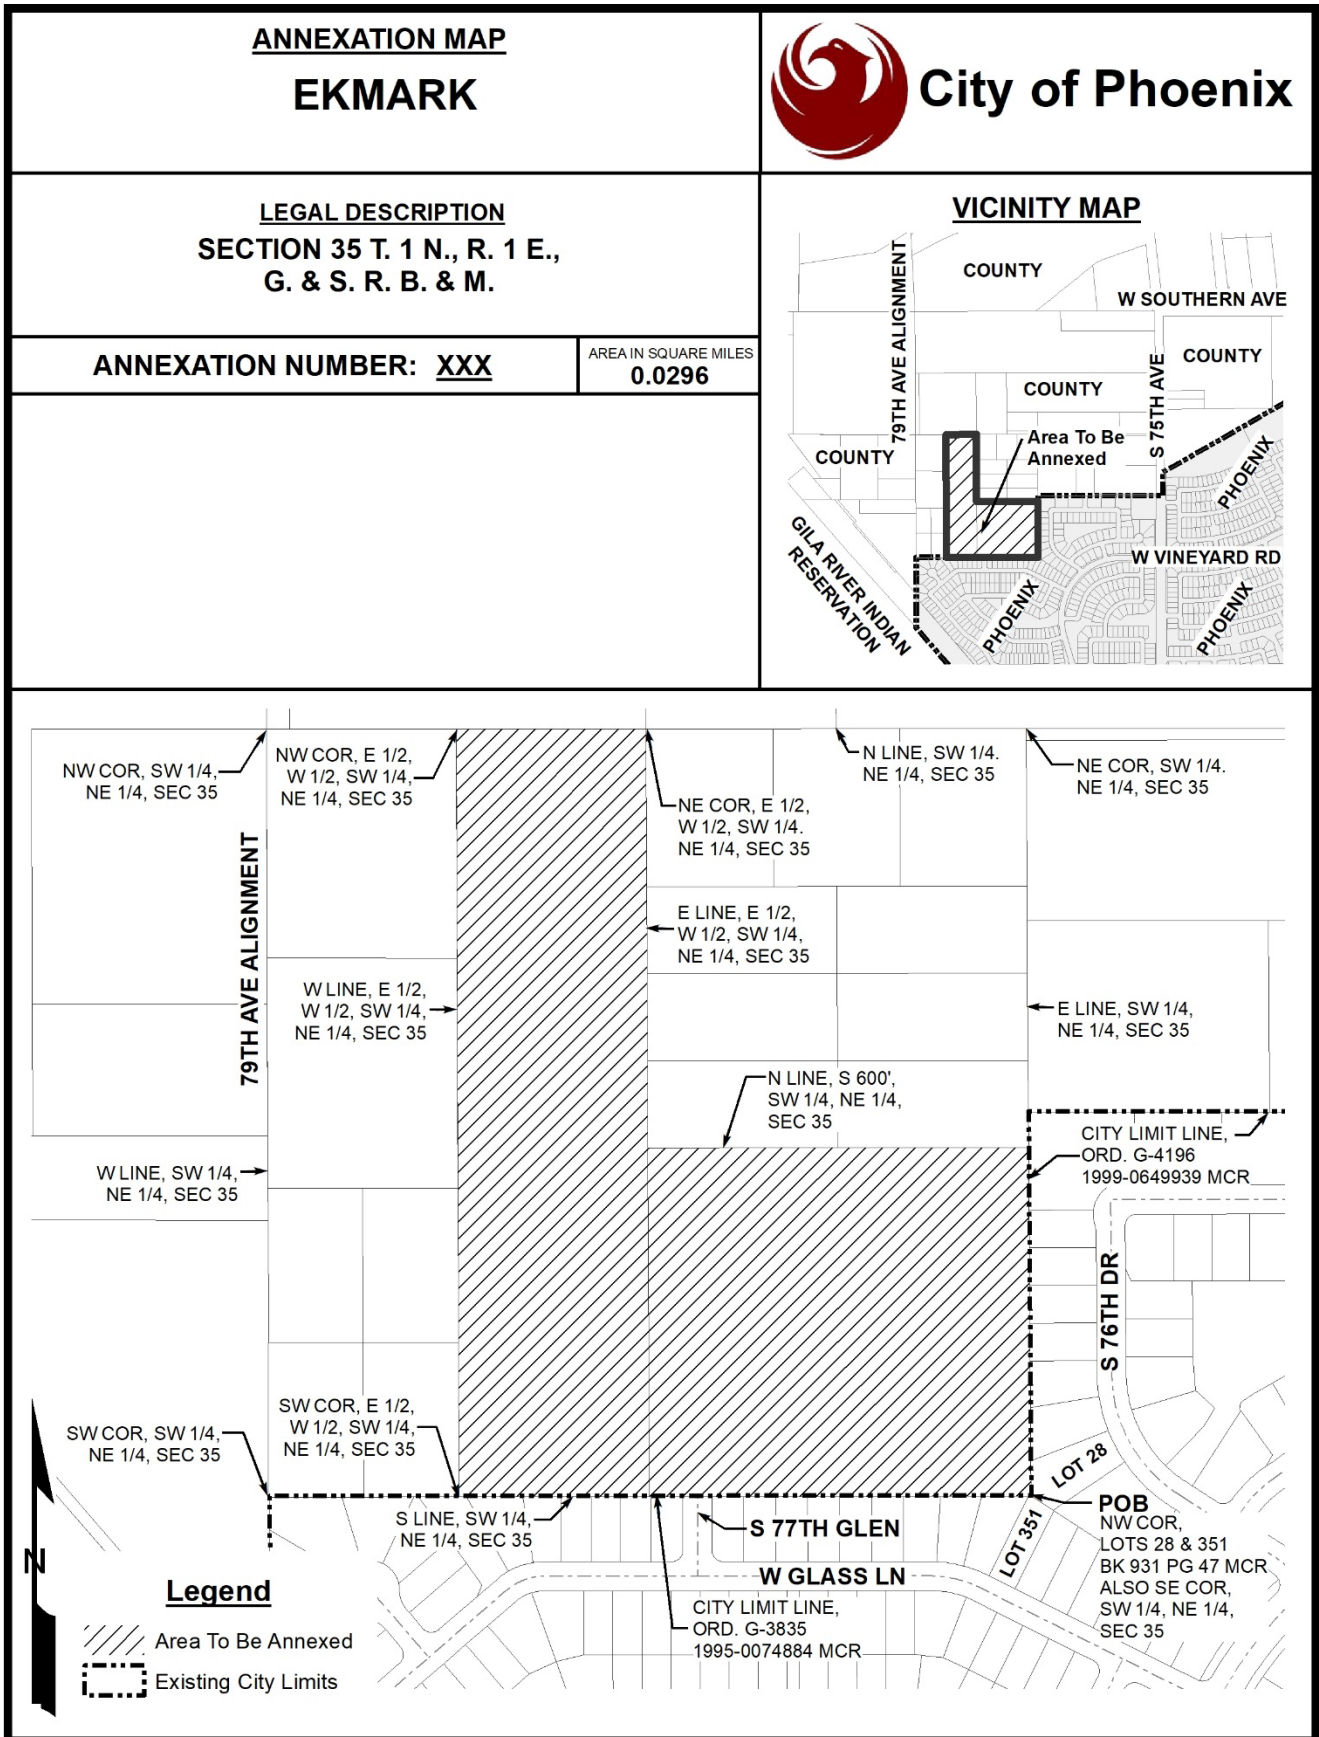 ANNEXATION MAP
EKMARK
City of Phoenix
LEGAL DESCRIPTION
SECTION 35 T. 1 N., R. 1 E.,
G. & S. R. B. & M.
ANNEXATION NUMBER: XXX
AREA IN SQUARE MILES
0.0296
VICINITY MAP
COUNTY
79TH AVE ALIGNMENT
W SOUTHERN AVE
COUNTY
S 75TH AVE
COUNTY
Area To Be
Annexed
COUNTY
PHOENIX
GILA RIVER INDIAN
RESERVATION
W VINEYARD RD
PHOENIX
PHOENIX
NW COR, SW 1/4,
NE 1/4, SEC 35
NW COR, E 1/2,
W 1/2, SW 1/4,
NE 1/4, SEC 35
NE COR, E 1/2,
W 1/2, SW 1/4.
NE 1/4, SEC 35
N LINE, SW 1/4.
NE 1/4, SEC 35
NE COR, SW 1/4.
NE 1/4, SEC 35
79TH AVE ALIGNMENT
E LINE, E 1/2,
W 1/2, SW 1/4,
NE 1/4, SEC 35
W LINE, E 1/2,
W 1/2, SW 1/4,
NE 1/4, SEC 35
E LINE, SW 1/4,
NE 1/4, SEC 35
N LINE, S 600',
SW 1/4, NE 1/4,
SEC 35
CITY LIMIT LINE,
ORD. G-4196
1999-0649939 MCR
W LINE, SW 1/4,
NE 1/4, SEC 35
S 76TH DR
SW COR, SW 1/4,
NE 1/4, SEC 35
SW COR, E 1/2,
W 1/2, SW 1/4,
NE 1/4, SEC 35
LOT 28
S LINE, SW 1/4,
NE 1/4, SEC 35
S 77TH GLEN
LOT 351
POB
NW COR,
LOTS 28 & 351
BK 931 PG 47 MCR
ALSO SE COR,
SW 1/4, NE 1/4,
SEC 35
W GLASS LN
CITY LIMIT LINE,
ORD. G-3835
1995-0074884 MCR
N
Legend
Area To Be Annexed
Existing City Limits